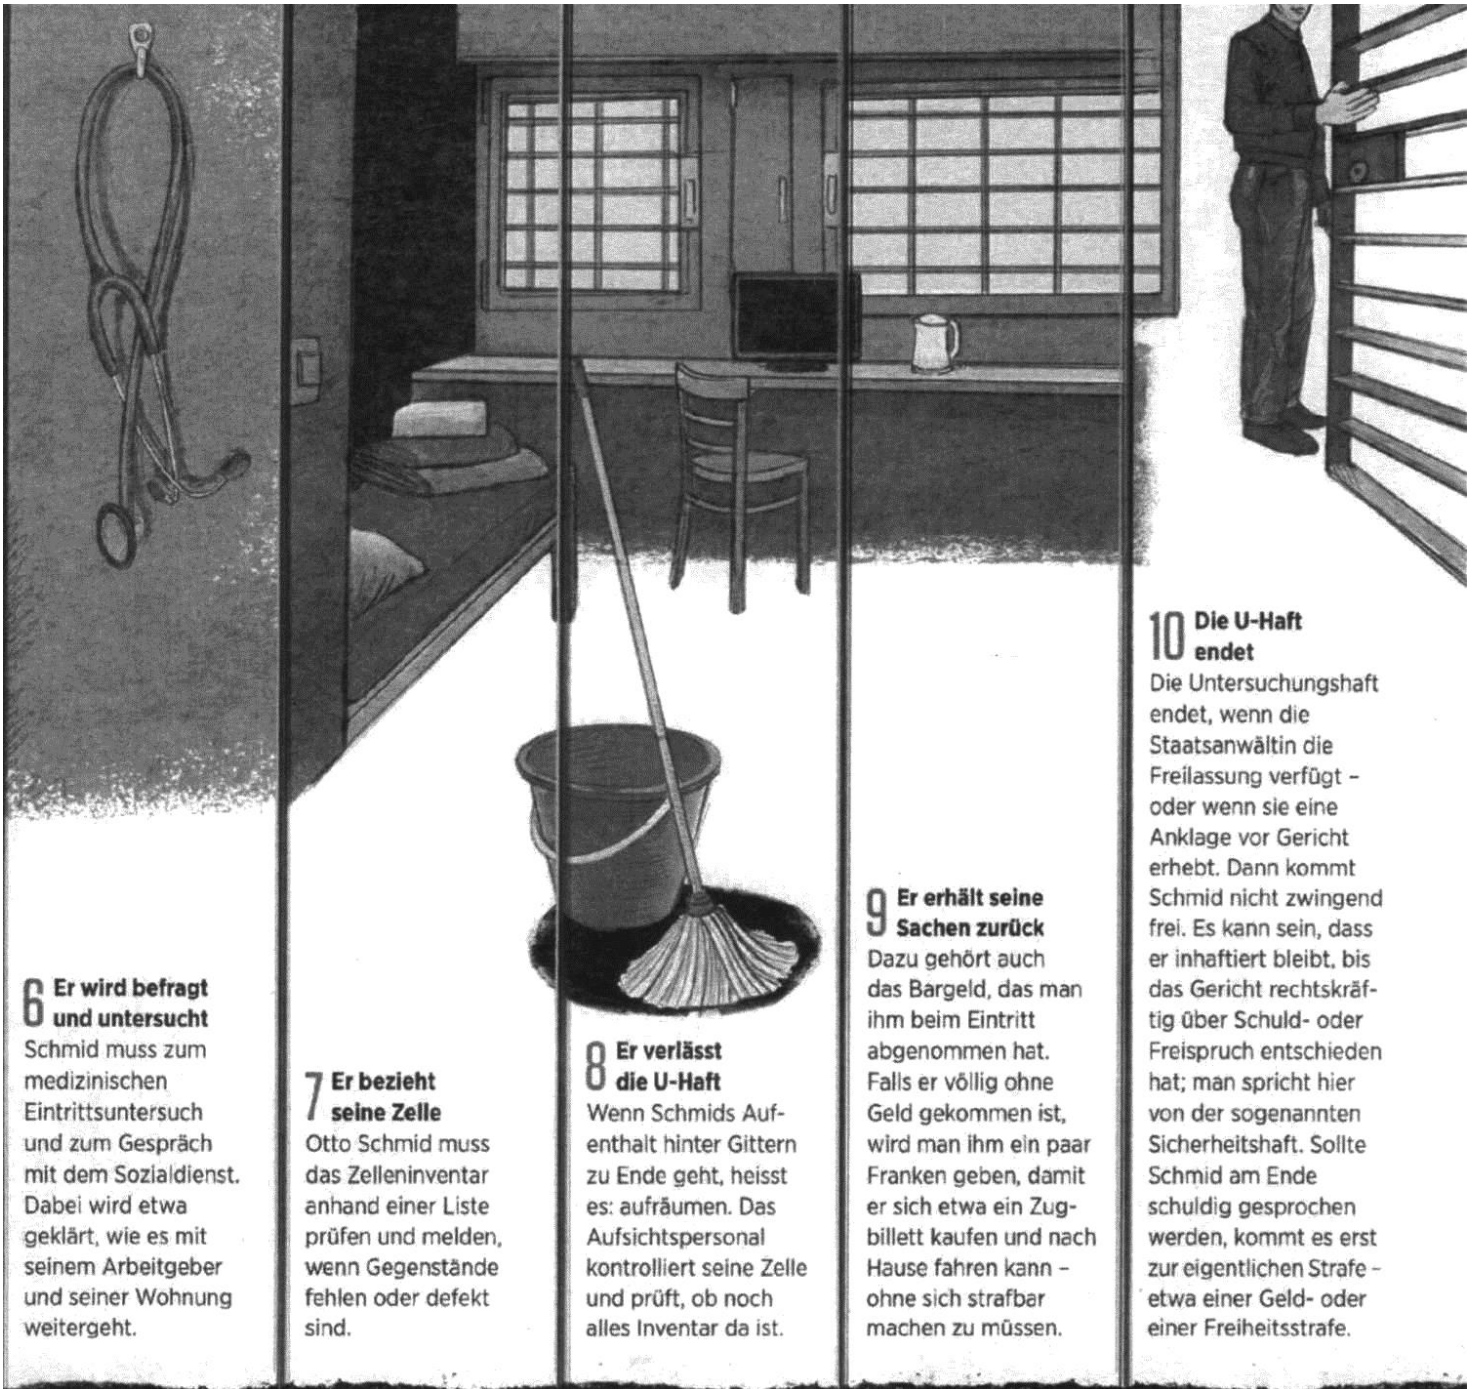 6 Er wird befragt
und untersucht
Schmid muss zum
medizinischen
Eintrittsuntersuch
und zum Gespräch
mit dem Sozialdienst.
Dabei wird etwa
geklärt, wie es mit
seinem Arbeitgeber
und seiner Wohnung
weitergeht.
7 Er bezieht
seine Zelle
Otto Schmid muss
das Zelleninventar
anhand einer Liste
prüfen und melden,
wenn Gegenstände
fehlen oder defekt
sind.
8 Er verlässt
die U-Haft
Wenn Schmids Auf-
enthalt hinter Gittern
zu Ende geht, heisst
es: aufräumen. Das
Aufsichtspersonal
kontrolliert seine Zelle
und prüft, ob noch
alles Inventar da ist.
9 Er erhält seine
Sachen zurück
Dazu gehört auch
das Bargeld, das man
ihm beim Eintritt
abgenommen hat.
Falls er völlig ohne
Geld gekommen ist,
wird man ihm ein paar
Franken geben, damit
er sich etwa ein Zug-
billett kaufen und nach
Hause fahren kann –
ohne sich strafbar
machen zu müssen.
10 Die U-Haft
endet
Die Untersuchungshaft
endet, wenn die
Staatsanwältin die
Freilassung verfügt –
oder wenn sie eine
Anklage vor Gericht
erhebt. Dann kommt
Schmid nicht zwingend
frei. Es kann sein, dass
er inhaftiert bleibt, bis
das Gericht rechtskräf-
tig über Schuld- oder
Freispruch entschieden
hat; man spricht hier
von der sogenannten
Sicherheitshaft. Sollte
Schmid am Ende
schuldig gesprochen
werden, kommt es erst
zur eigentlichen Strafe –
etwa einer Geld- oder
einer Freiheitsstrafe.